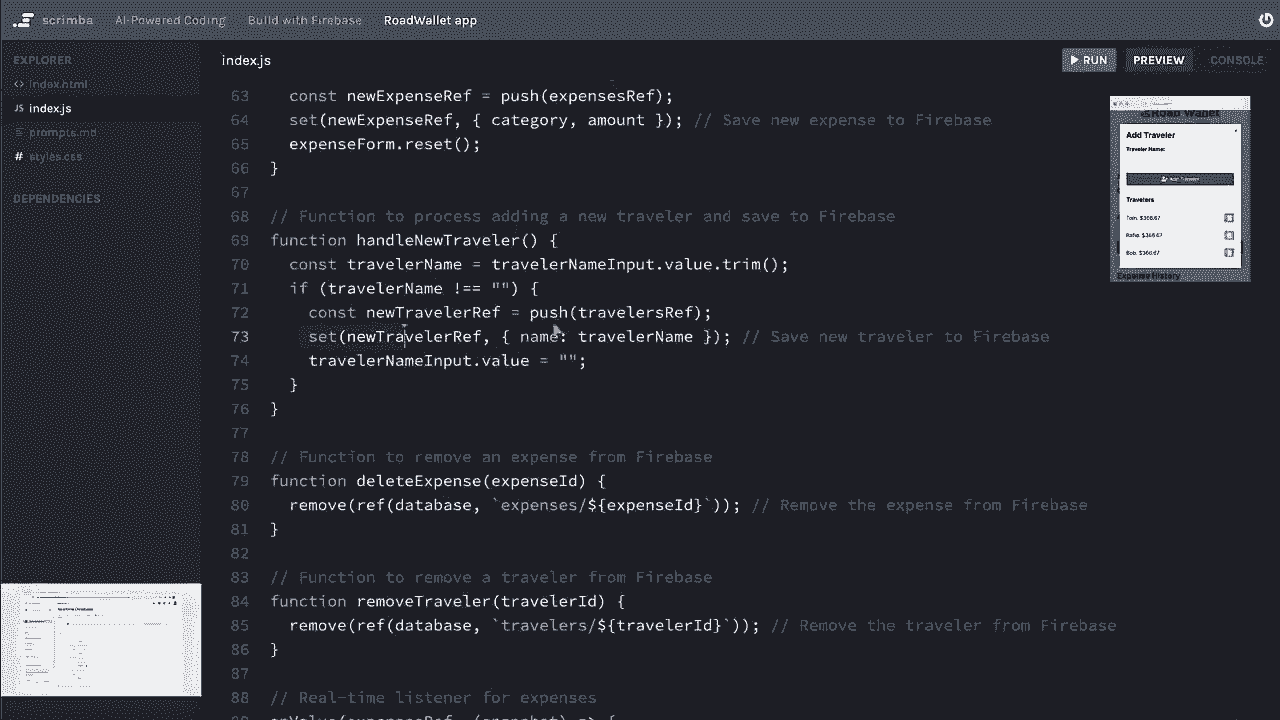 scrimba AI-Powered Coding Build with Firebase RoadWallet app
EXPLORER
<> index.html
JS index.js
prompts.md
# styles.css
DEPENDENCIES
index.js
RUN PREVIEW CONSOLE
63 const newExpenseRef = push(expensesRef);
64 set(newExpenseRef, { category, amount }); // Save new expense to Firebase
65 expenseForm.reset();
66 }
67
68 // Function to process adding a new traveler and save to Firebase
69 function handleNewTraveler() {
70 const travelerName = travelerNameInput.value.trim();
71 if (travelerName !== "") {
72 const newTravelerRef = push(travelersRef);
73 set(newTravelerRef, { name: travelerName }); // Save new traveler to Firebase
74 travelerNameInput.value = "";
75 }
76 }
77
78 // Function to remove an expense from Firebase
79 function deleteExpense(expenseId) {
80 remove(ref(database, `expenses/${expenseId}`)); // Remove the expense from Firebase
81 }
82
83 // Function to remove a traveler from Firebase
84 function removeTraveler(travelerId) {
85 remove(ref(database, `travelers/${travelerId}`)); // Remove the traveler from Firebase
86 }
87
88 // Real-time listener for expenses
onValue(expensesRef, (snapshot) => {
Road Wallet
Add Traveler
Traveler Name:
Add Traveler
Travelers
Tom: $366.67
Rafid: $366.67
Bob: $366.67
Expense History